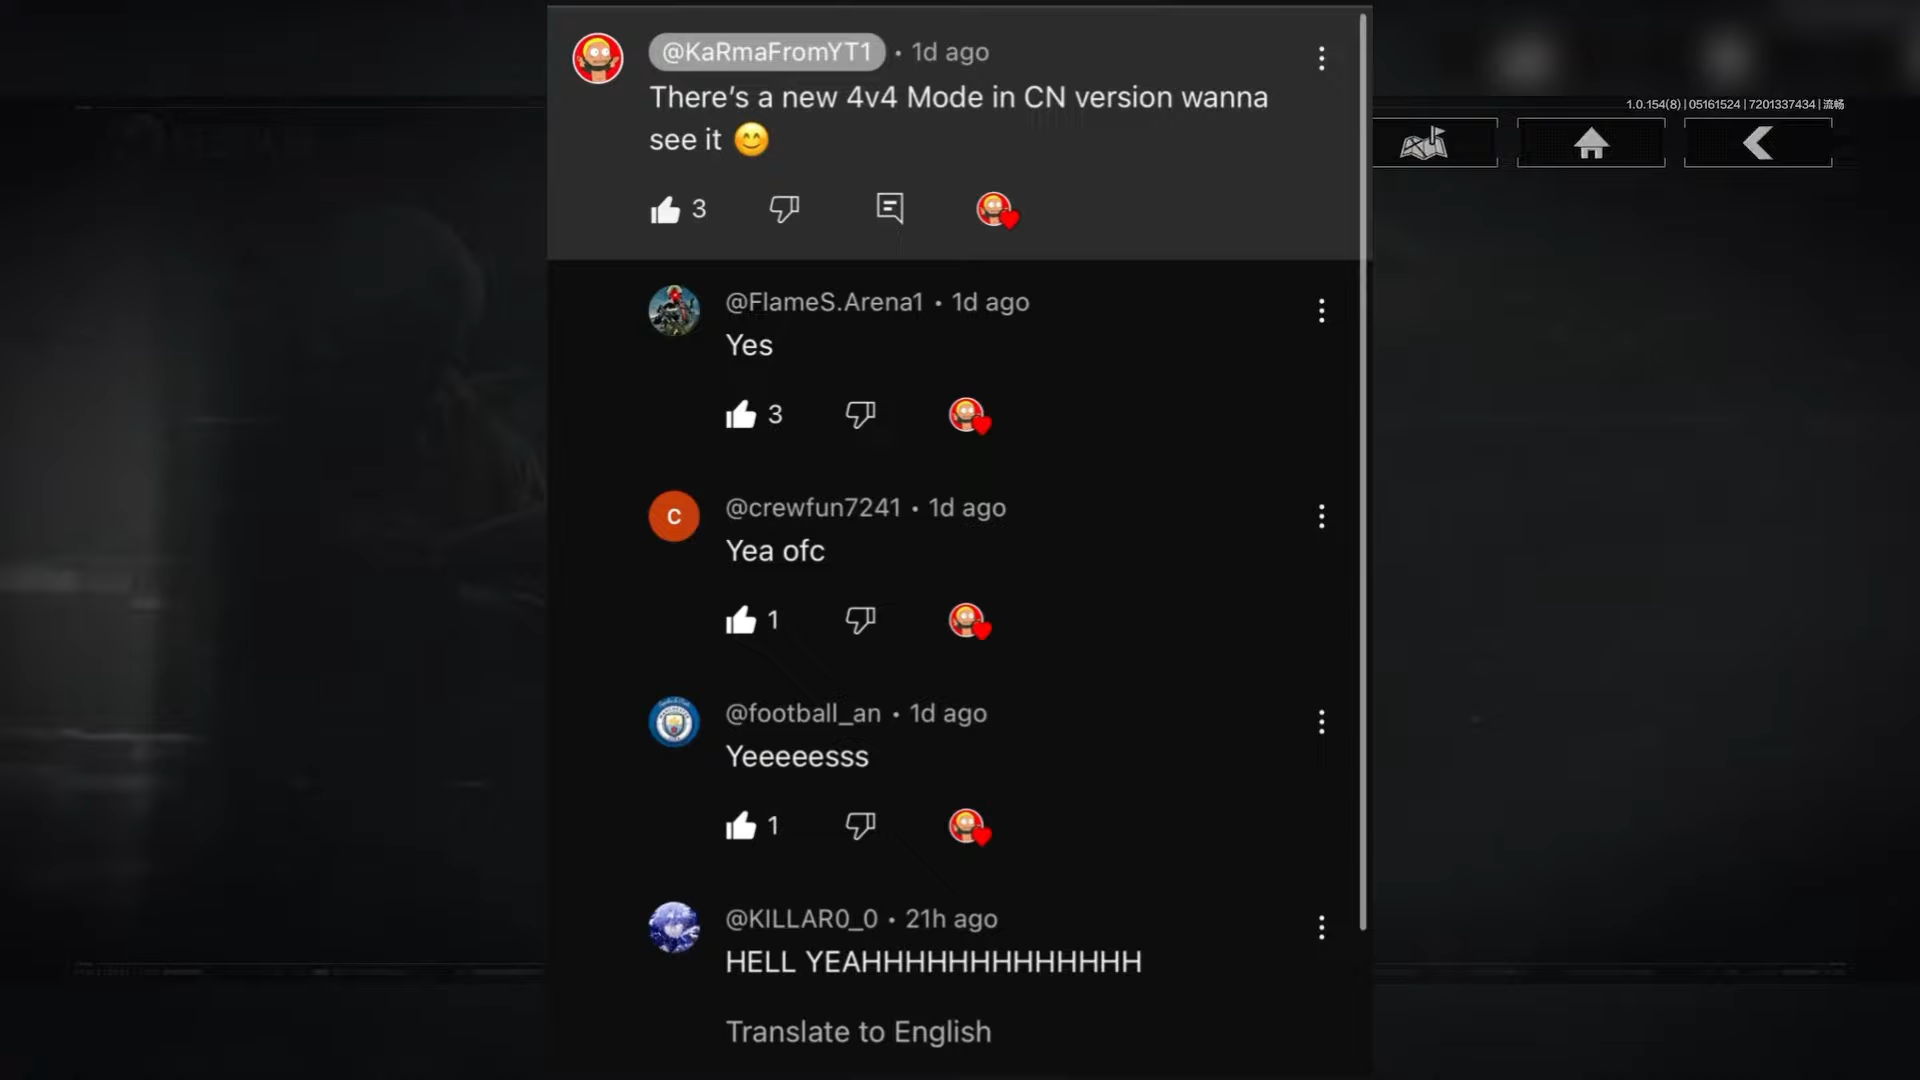 @KaRmaFromYT1 • 1d ago
There's a new 4v4 Mode in CN version wanna
see it 😊
3
1.0.154(8) | 05161524 | 7201337434 | 流畅
@FlameS.Arena1 • 1d ago
Yes
3
C
@crewfun7241 • 1d ago
Yea ofc
1
@football_an • 1d ago
Yeeeeesss
1
@KILLAR0_0 • 21h ago
HELL YEAHHHHHHHHHHHHHH
Translate to English